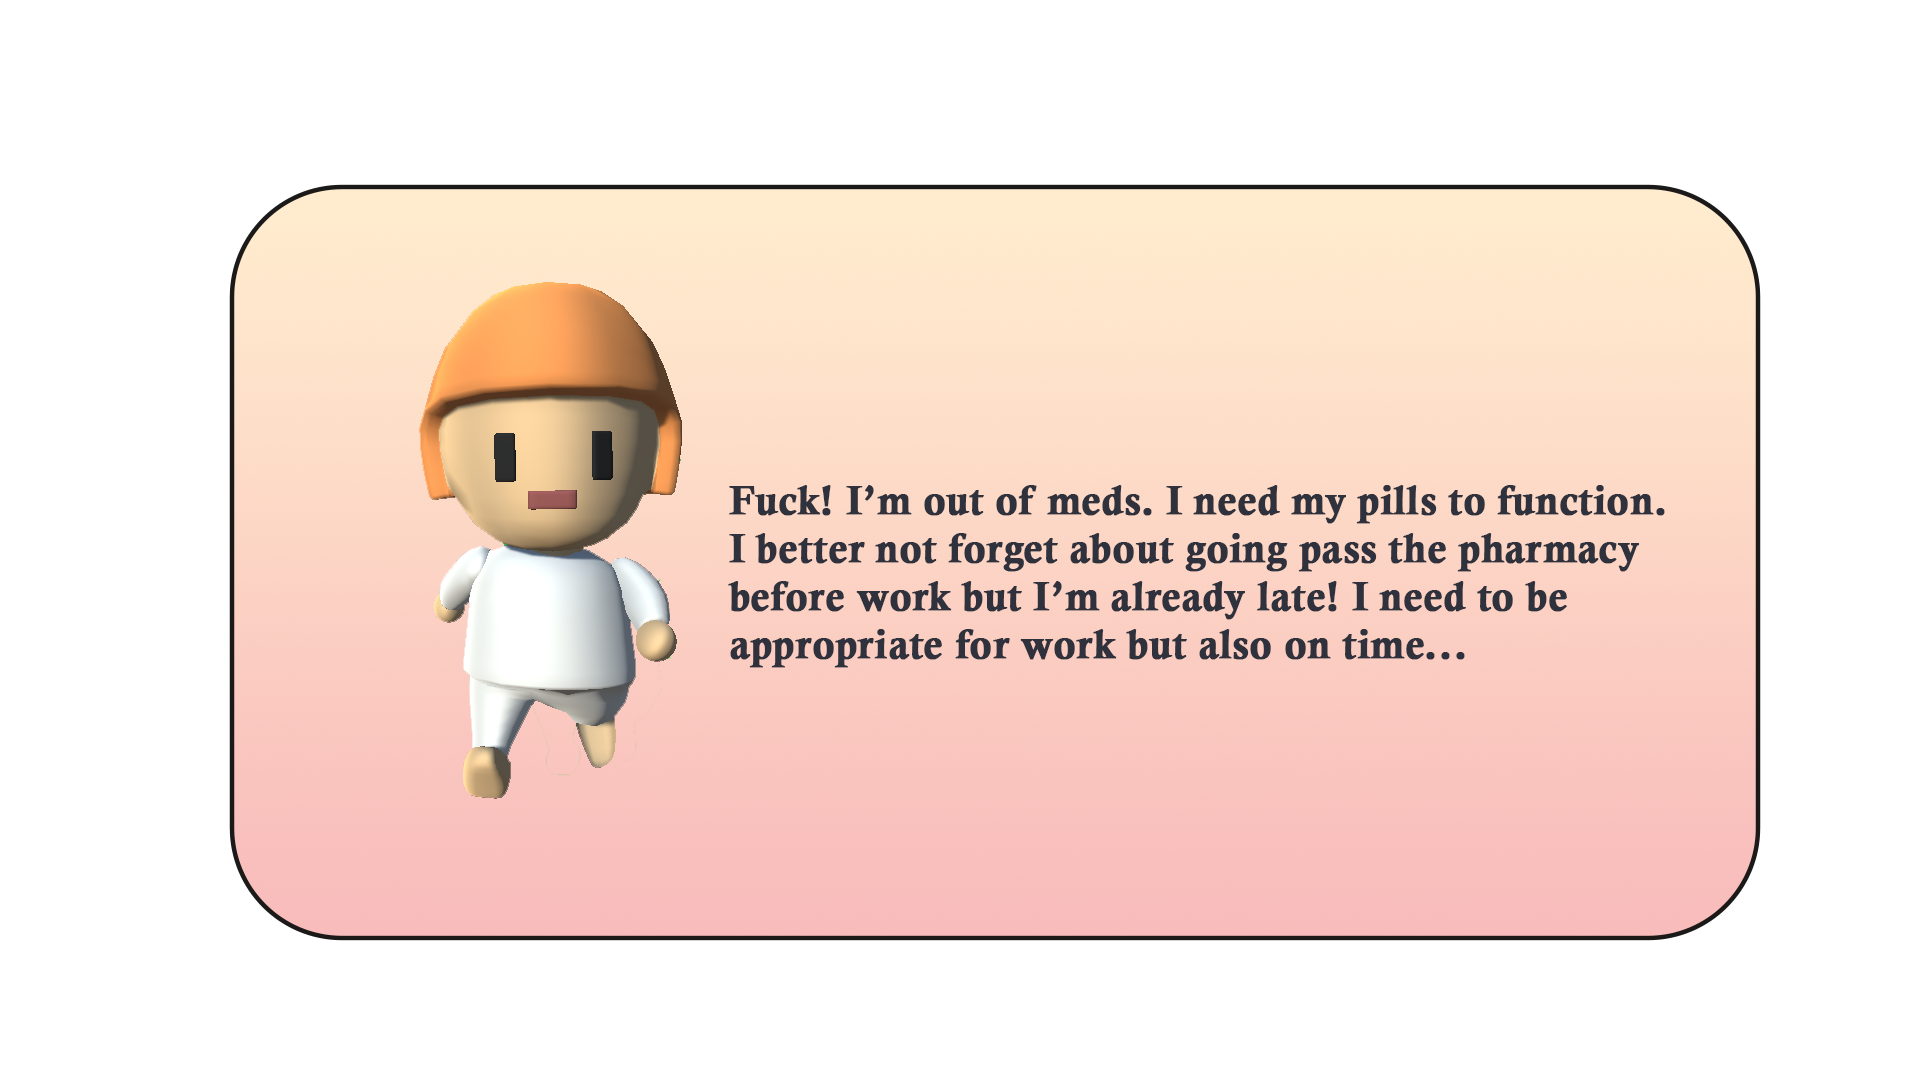 Fuck! I’m out of meds. I need my pills to function.
I better not forget about going pass the pharmacy
before work but I’m already late! I need to be
appropriate for work but also on time...